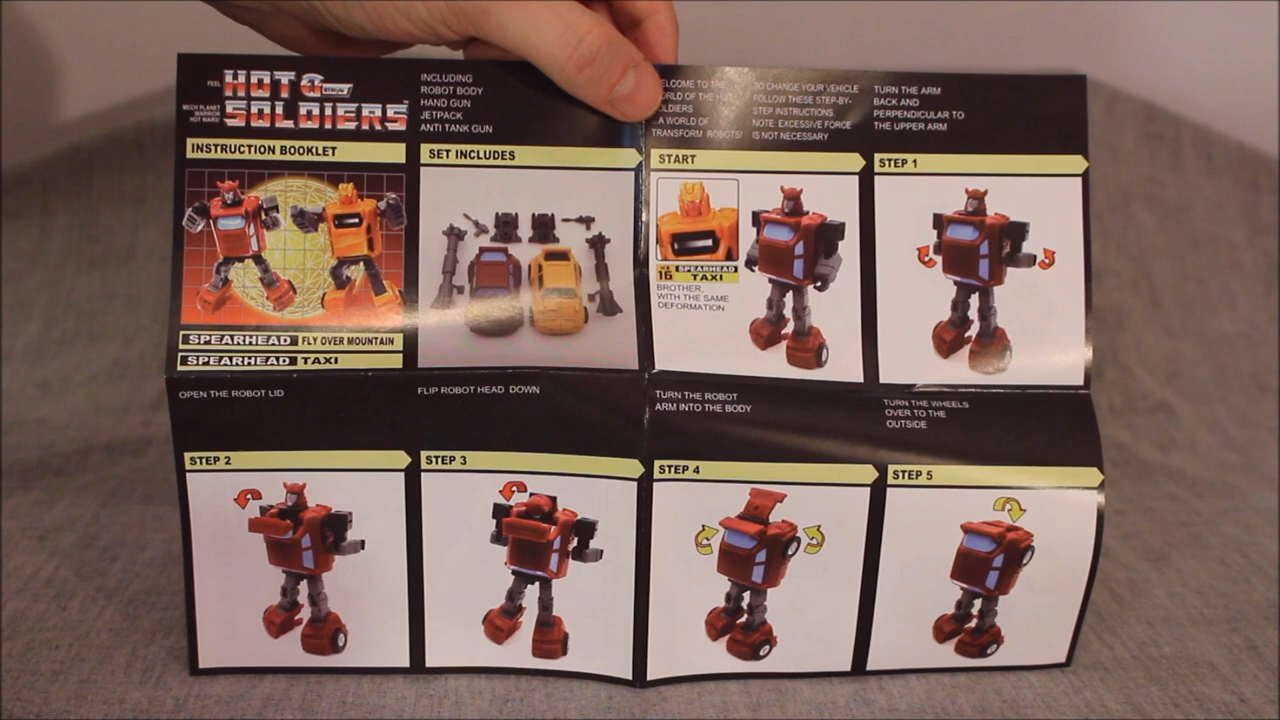 FEEL
HOT SOLDIERS™
MECH PLANET
WARRIOR
HOT WARS!
INSTRUCTION BOOKLET
SPEARHEAD FLY OVER MOUNTAIN
SPEARHEAD TAXI
INCLUDING
ROBOT BODY
HAND GUN
JETPACK
ANTI TANK GUN
SET INCLUDES
ELCOME TO THE
ORLD OF THE HOT
OLDIERS
A WORLD OF
TRANSFORM ROBOTS!
TO CHANGE YOUR VEHICLE
FOLLOW THESE STEP-BY-
STEP INSTRUCTIONS.
NOTE: EXCESSIVE FORCE
IS NOT NECESSARY
START
16 SPEARHEAD
TAXI
BROTHER,
WITH THE SAME
DEFORMATION
TURN THE ARM
BACK AND
PERPENDICULAR TO
THE UPPER ARM
STEP 1
OPEN THE ROBOT LID
STEP 2
FLIP ROBOT HEAD DOWN
STEP 3
TURN THE ROBOT
ARM INTO THE BODY
STEP 4
TURN THE WHEELS
OVER TO THE
OUTSIDE
STEP 5